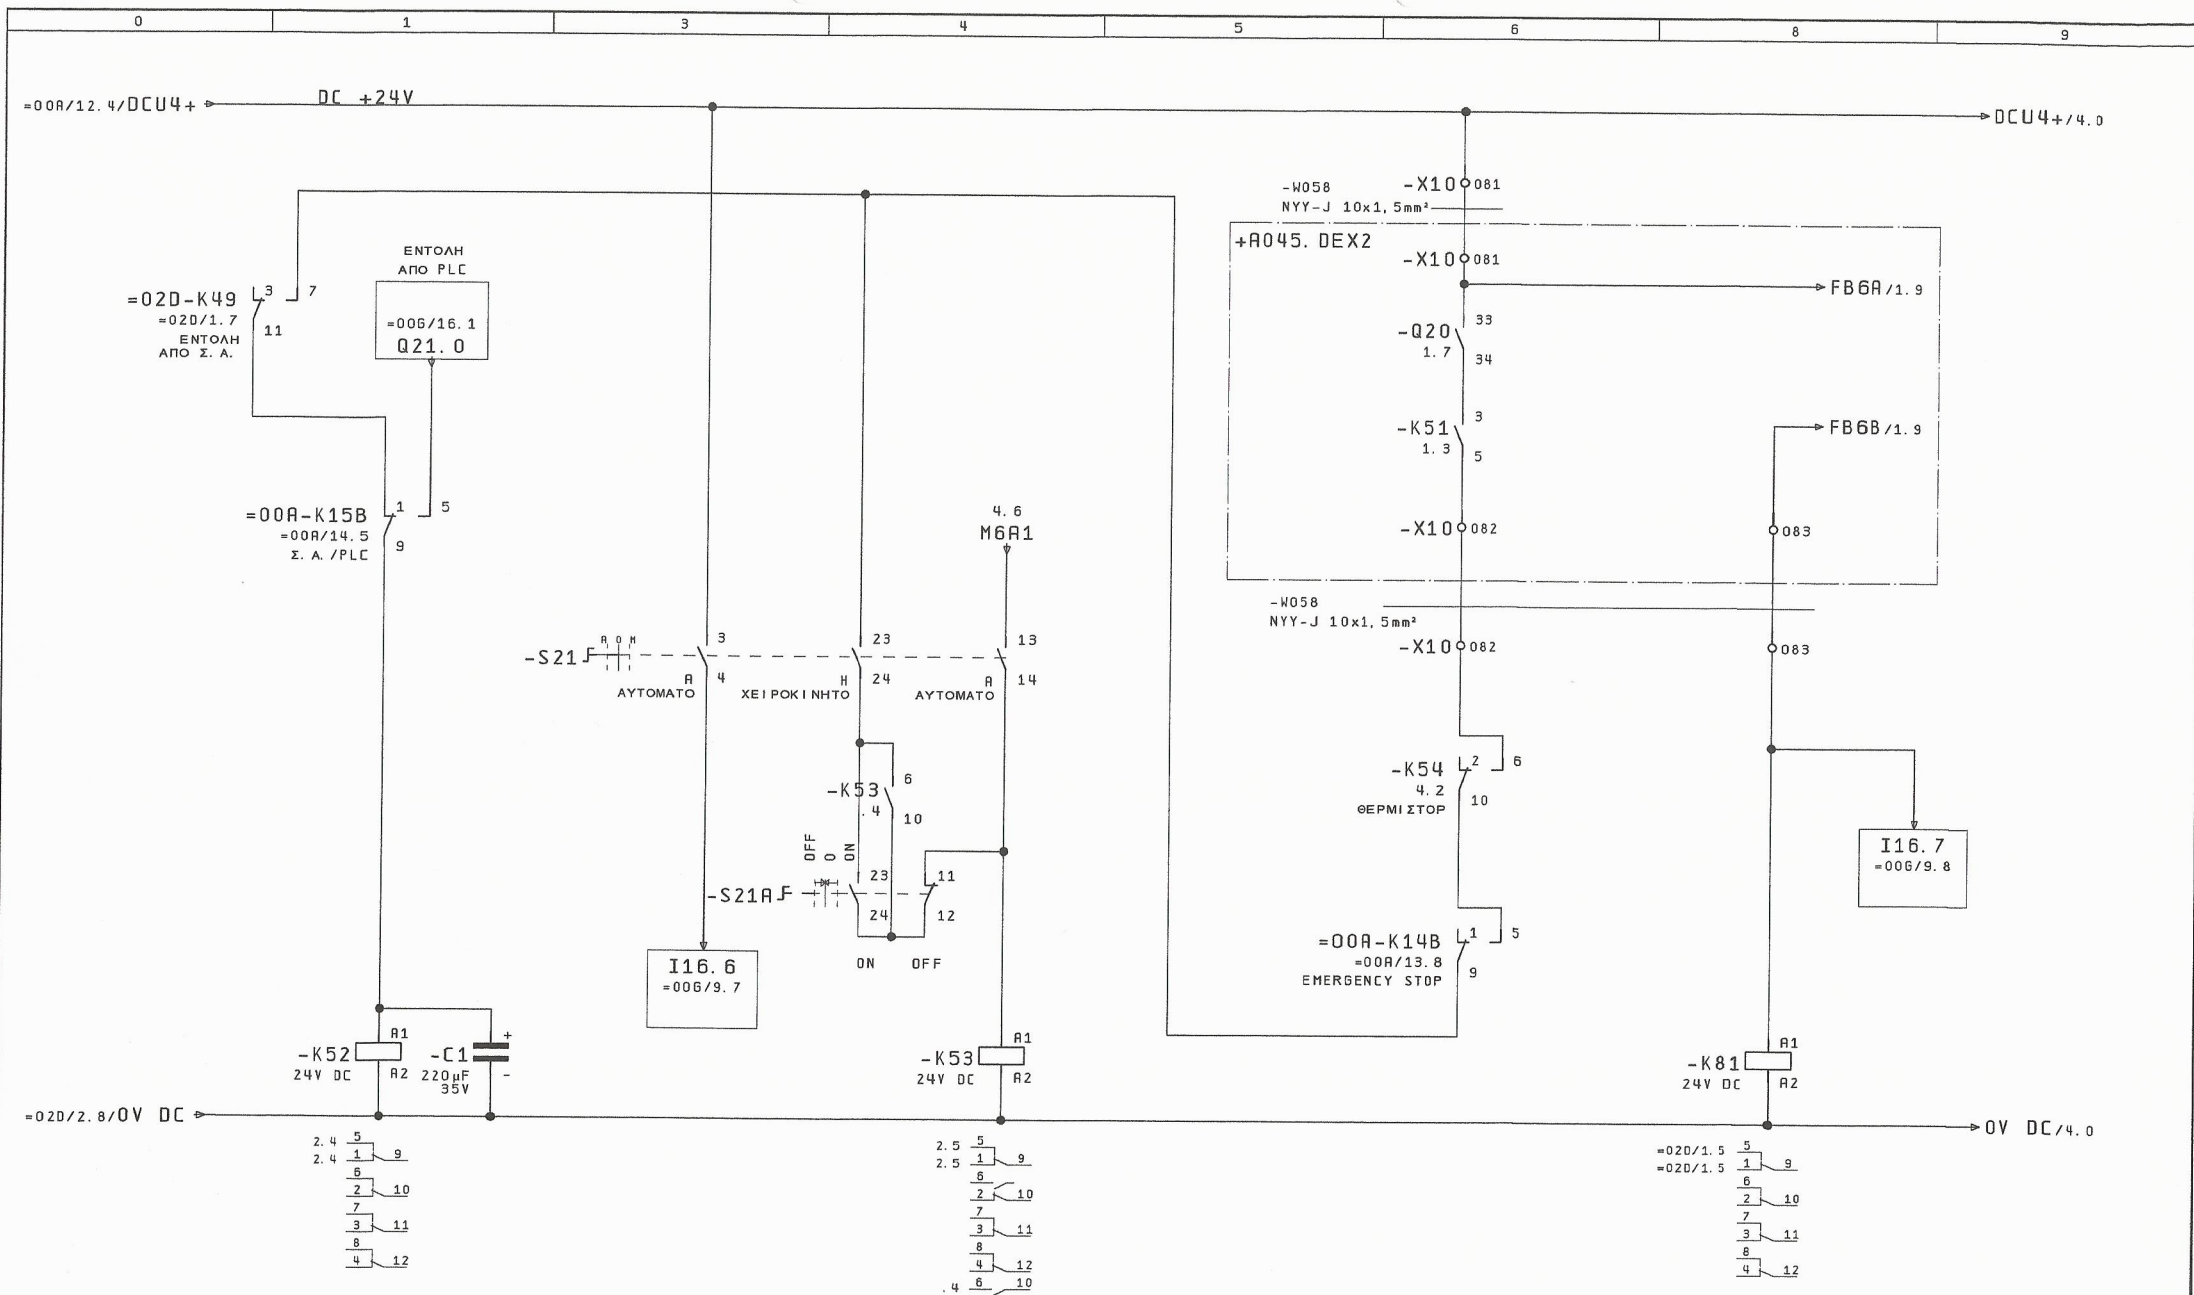 0 1 3 4 5 6 8 9
=00A/12.4/DCU4+
DC +24V
DCU4+/4.0
-W058
NYY-J 10x1,5mm²
-X10 081
+A045.DEX2
-X10 081
FB6A/1.9
ΕΝΤΟΛΗ
ΑΠΟ PLC
=00G/16.1
Q21.0
=02D-K49
=02D/1.7
ΕΝΤΟΛΗ
ΑΠΟ Σ.Α.
3 7
11
-Q20
1.7
33
34
-K51
1.3
3
5
FB6B/1.9
=00A-K15B
=00A/14.5
Σ.Α./PLC
1 5
9
4.6
M6A1
-X10 082
083
-W058
NYY-J 10x1,5mm²
-X10 082
083
-S21
A 0 H
3
A 4
ΑΥΤΟΜΑΤΟ
23
H 24
ΧΕΙΡΟΚΙΝΗΤΟ
13
A 14
ΑΥΤΟΜΑΤΟ
-K53
.4
6
10
-K54
4.2
ΘΕΡΜΙΣΤΟΡ
2 6
10
OFF
0
ON
-S21A
23
24
11
12
ON OFF
I16.7
=00G/9.8
=00A-K14B
=00A/13.8
EMERGENCY STOP
1 5
9
I16.6
=00G/9.7
-K52
24V DC
A1
A2
-C1
220µF
35V
+
-
-K53
24V DC
A1
A2
-K81
24V DC
A1
A2
=02D/2.8/0V DC
0V DC/4.0
2.4 5
2.4 1 9
6
2 10
7
3 11
8
4 12
2.5 5
2.5 1 9
6
2 10
7
3 11
8
4 12
.4 6 10
=02D/1.5 5
=02D/1.5 1 9
6
2 10
7
3 11
8
4 12